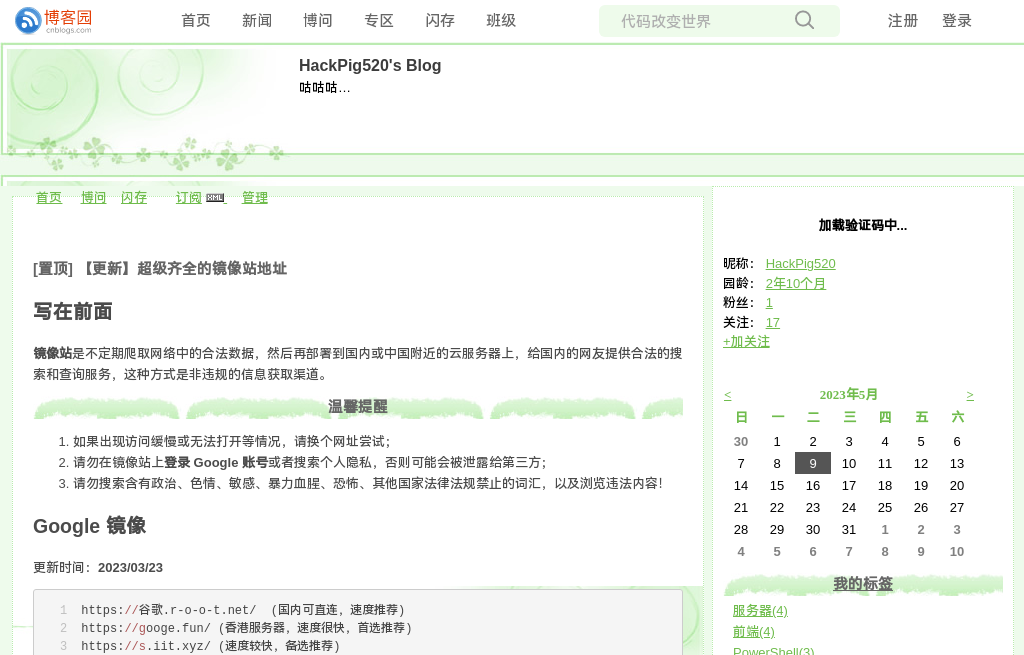 博客园
cnblogs.com
首页 新闻 博问 专区 闪存 班级
代码改变世界
注册 登录
HackPig520's Blog
咕咕咕…
首页 博问 闪存 订阅 XML 管理
[置顶] 【更新】超级齐全的镜像站地址
写在前面
镜像站是不定期爬取网络中的合法数据，然后再部署到国内或中国附近的云服务器上，给国内的网友提供合法的搜
索和查询服务，这种方式是非违规的信息获取渠道。
温馨提醒
1. 如果出现访问缓慢或无法打开等情况，请换个网址尝试；
2. 请勿在镜像站上登录 Google 账号或者搜索个人隐私，否则可能会被泄露给第三方；
3. 请勿搜索含有政治、色情、敏感、暴力血腥、恐怖、其他国家法律法规禁止的词汇，以及浏览违法内容！
Google 镜像
更新时间：2023/03/23
1 https://谷歌.r-o-o-t.net/ (国内可直连，速度推荐)
2 https://googe.fun/ (香港服务器，速度很快，首选推荐)
3 https://s.iit.xyz/ (速度较快，备选推荐)
加载验证码中...
昵称： HackPig520
园龄： 2年10个月
粉丝： 1
关注： 17
+加关注
< 2023年5月 >
日 一 二 三 四 五 六
30 1 2 3 4 5 6
7 8 9 10 11 12 13
14 15 16 17 18 19 20
21 22 23 24 25 26 27
28 29 30 31 1 2 3
4 5 6 7 8 9 10
我的标签
服务器(4)
前端(4)
PowerShell(3)